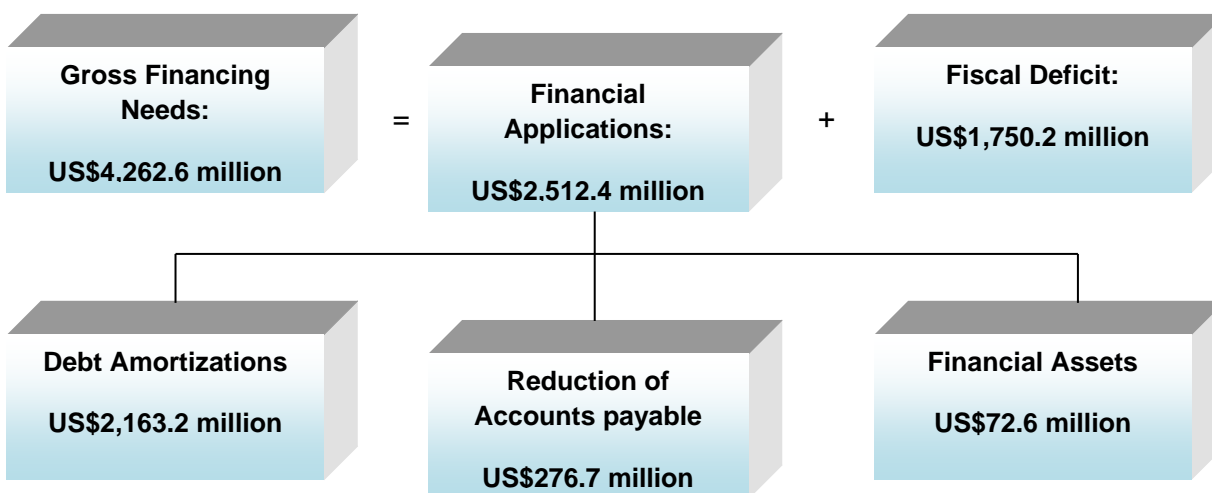 Gross Financing
Needs:
US$4,262.6 million
=
Financial
Applications:
US$2,512.4 million
+
Fiscal Deficit:
US$1,750.2 million
Debt Amortizations
US$2,163.2 million
Reduction of
Accounts payable
US$276.7 million
Financial Assets
US$72.6 million